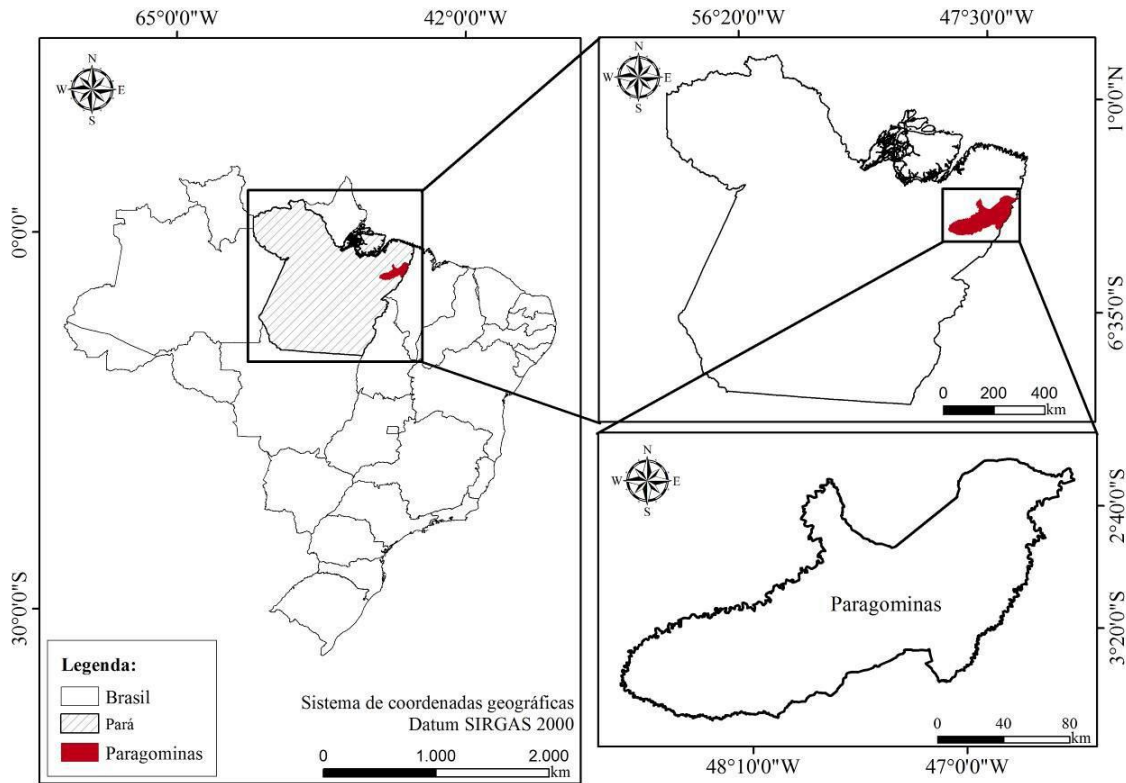 65°0'0"W 42°0'0"W
56°20'0"W 47°30'0"W
0°0'0"
30°0'0"S
1°0'0"N
6°35'0"S
2°40'0"S
3°20'0"S
N
W E
S
N
W E
S
N
W E
S
0 200 400
km
Paragominas
Legenda:
Brasil
Pará
Paragominas
Sistema de coordenadas geográficas
Datum SIRGAS 2000
0 1.000 2.000
km
0 40 80
km
48°10'0"W 47°0'0"W